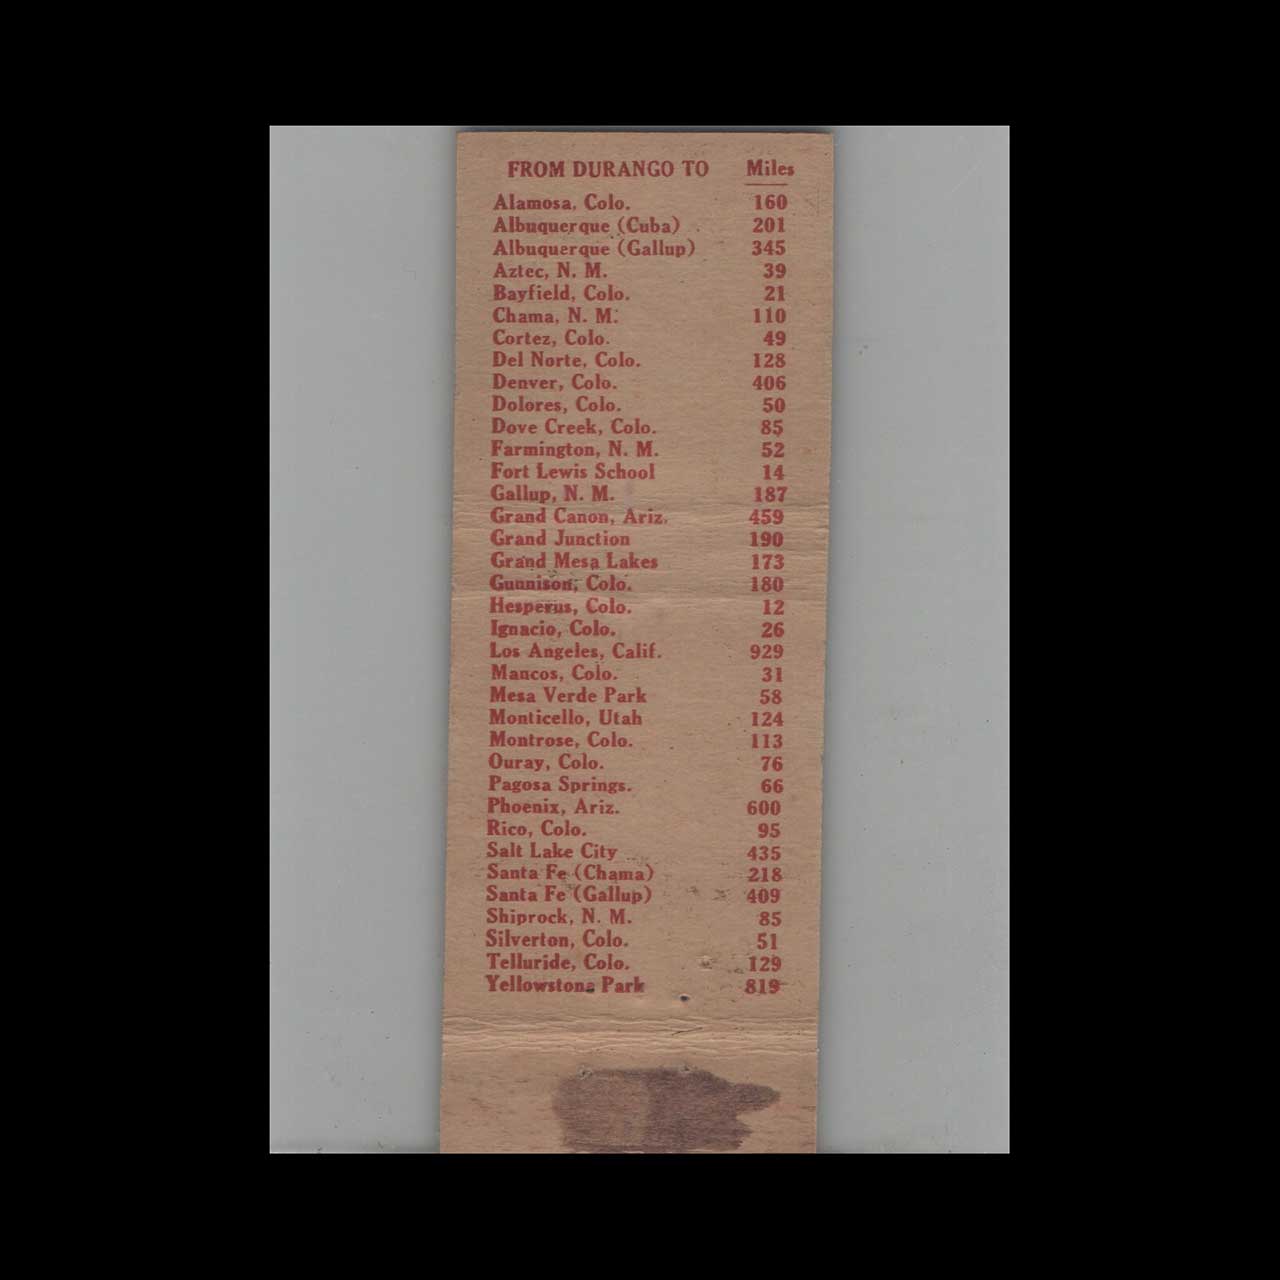 FROM DURANGO TO Miles
Alamosa, Colo. 160
Albuquerque (Cuba) 201
Albuquerque (Gallup) 345
Aztec, N. M. 39
Bayfield, Colo. 21
Chama, N. M. 110
Cortez, Colo. 49
Del Norte, Colo. 128
Denver, Colo. 406
Dolores, Colo. 50
Dove Creek, Colo. 85
Farmington, N. M. 52
Fort Lewis School 14
Gallup, N. M. 187
Grand Canon, Ariz. 459
Grand Junction 190
Grand Mesa Lakes 173
Gunnison, Colo. 180
Hesperus, Colo. 12
Ignacio, Colo. 26
Los Angeles, Calif. 929
Mancos, Colo. 31
Mesa Verde Park 58
Monticello, Utah 124
Montrose, Colo. 113
Ouray, Colo. 76
Pagosa Springs. 66
Phoenix, Ariz. 600
Rico, Colo. 95
Salt Lake City 435
Santa Fe (Chama) 218
Santa Fe (Gallup) 409
Shiprock, N. M. 85
Silverton, Colo. 51
Telluride, Colo. 129
Yellowstone Park 819